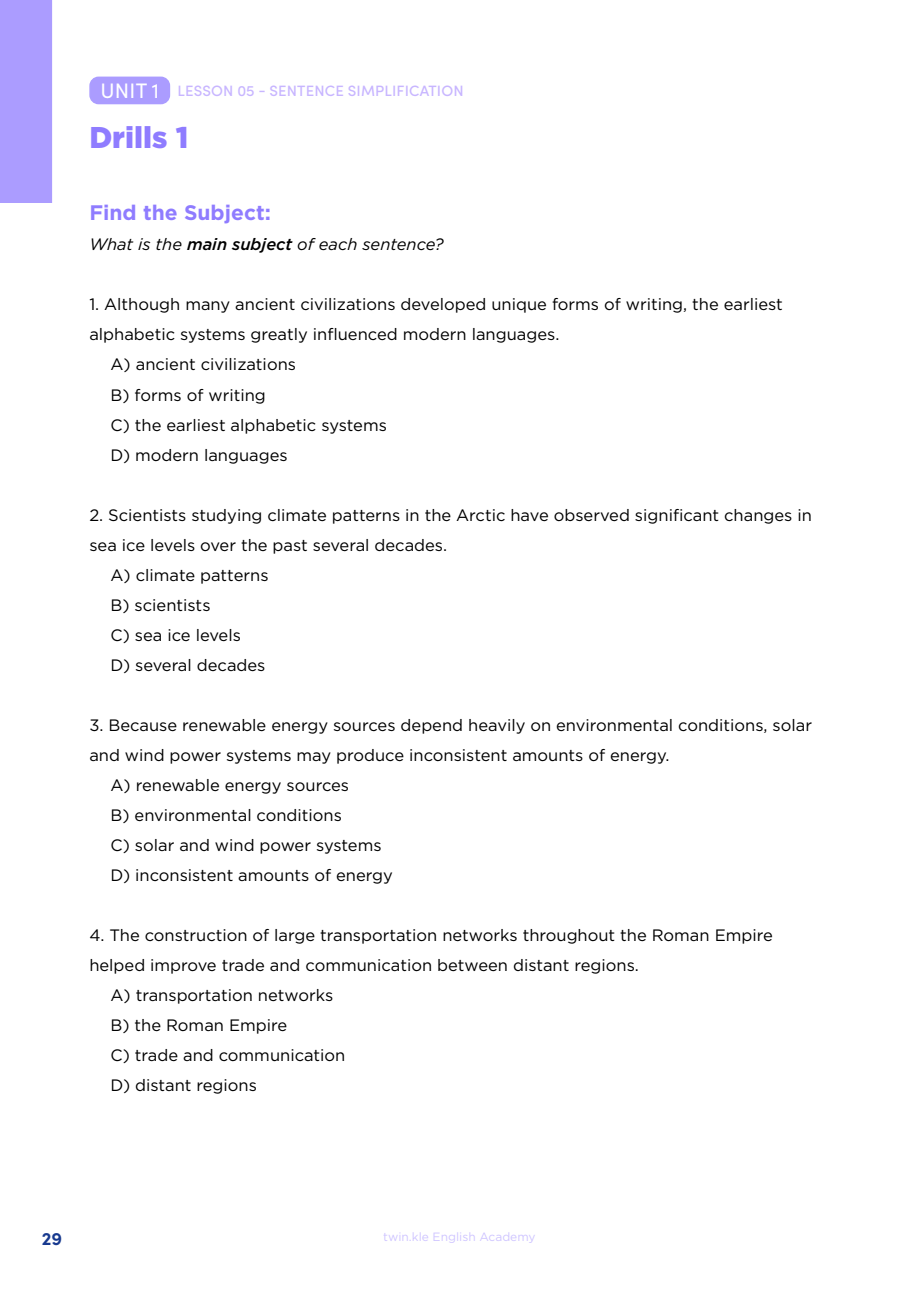 UNIT 1 LESSON 05 - SENTENCE SIMPLIFICATION
Drills 1
Find the Subject:
What is the main subject of each sentence?
1. Although many ancient civilizations developed unique forms of writing, the earliest
alphabetic systems greatly influenced modern languages.
A) ancient civilizations
B) forms of writing
C) the earliest alphabetic systems
D) modern languages
2. Scientists studying climate patterns in the Arctic have observed significant changes in
sea ice levels over the past several decades.
A) climate patterns
B) scientists
C) sea ice levels
D) several decades
3. Because renewable energy sources depend heavily on environmental conditions, solar
and wind power systems may produce inconsistent amounts of energy.
A) renewable energy sources
B) environmental conditions
C) solar and wind power systems
D) inconsistent amounts of energy
4. The construction of large transportation networks throughout the Roman Empire
helped improve trade and communication between distant regions.
A) transportation networks
B) the Roman Empire
C) trade and communication
D) distant regions
29
twin.kle English Academy